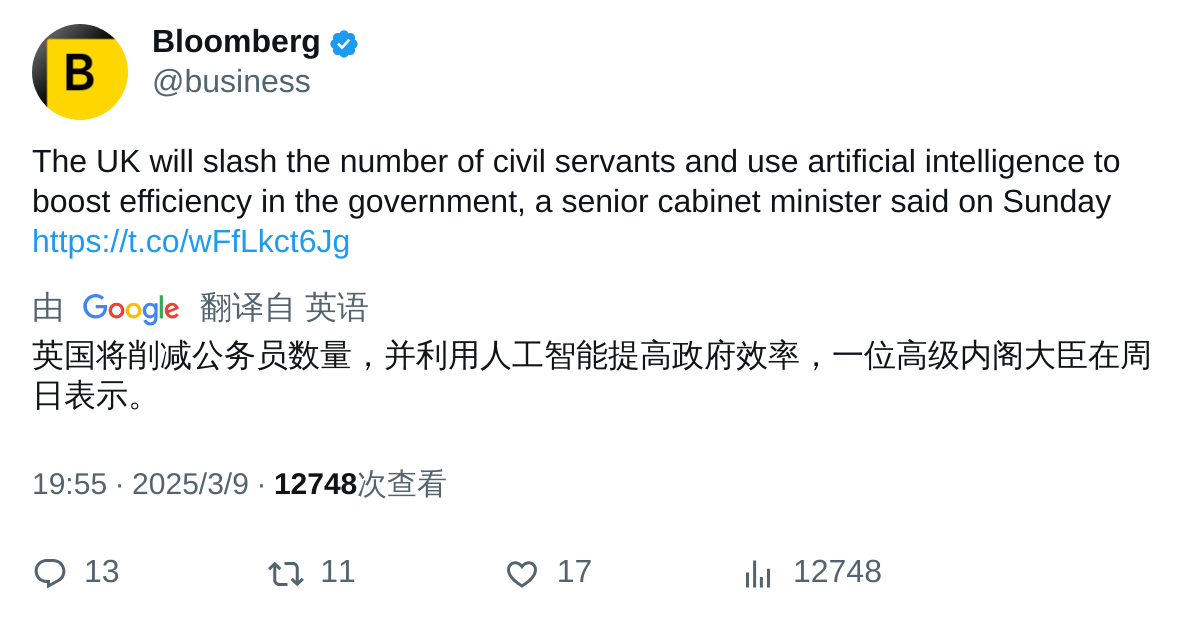 B
Bloomberg
@business
The UK will slash the number of civil servants and use artificial intelligence to
boost efficiency in the government, a senior cabinet minister said on Sunday
https://t.co/wFfLkct6Jg
由 Google 翻译自 英语
英国将削减公务员数量，并利用人工智能提高政府效率，一位高级内阁大臣在周
日表示。
19:55 · 2025/3/9 · 12748次查看
13 11 17 12748